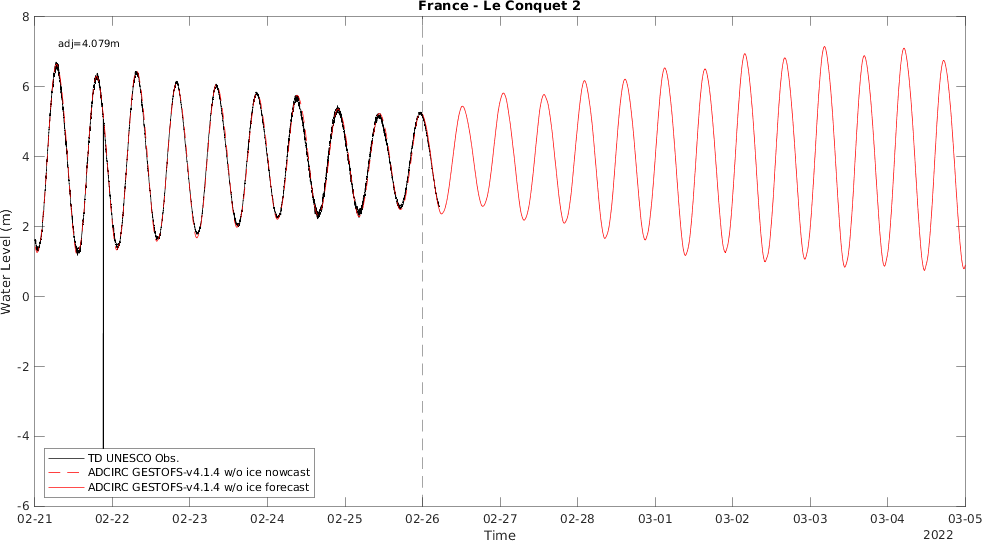 France - Le Conquet 2
adj=4.079m
Water Level (m)
8
6
4
2
0
-2
-4
-6
TD UNESCO Obs.
ADCIRC GESTOFS-v4.1.4 w/o ice nowcast
ADCIRC GESTOFS-v4.1.4 w/o ice forecast
02-21 02-22 02-23 02-24 02-25 02-26 02-27 02-28 03-01 03-02 03-03 03-04 03-05
Time
2022